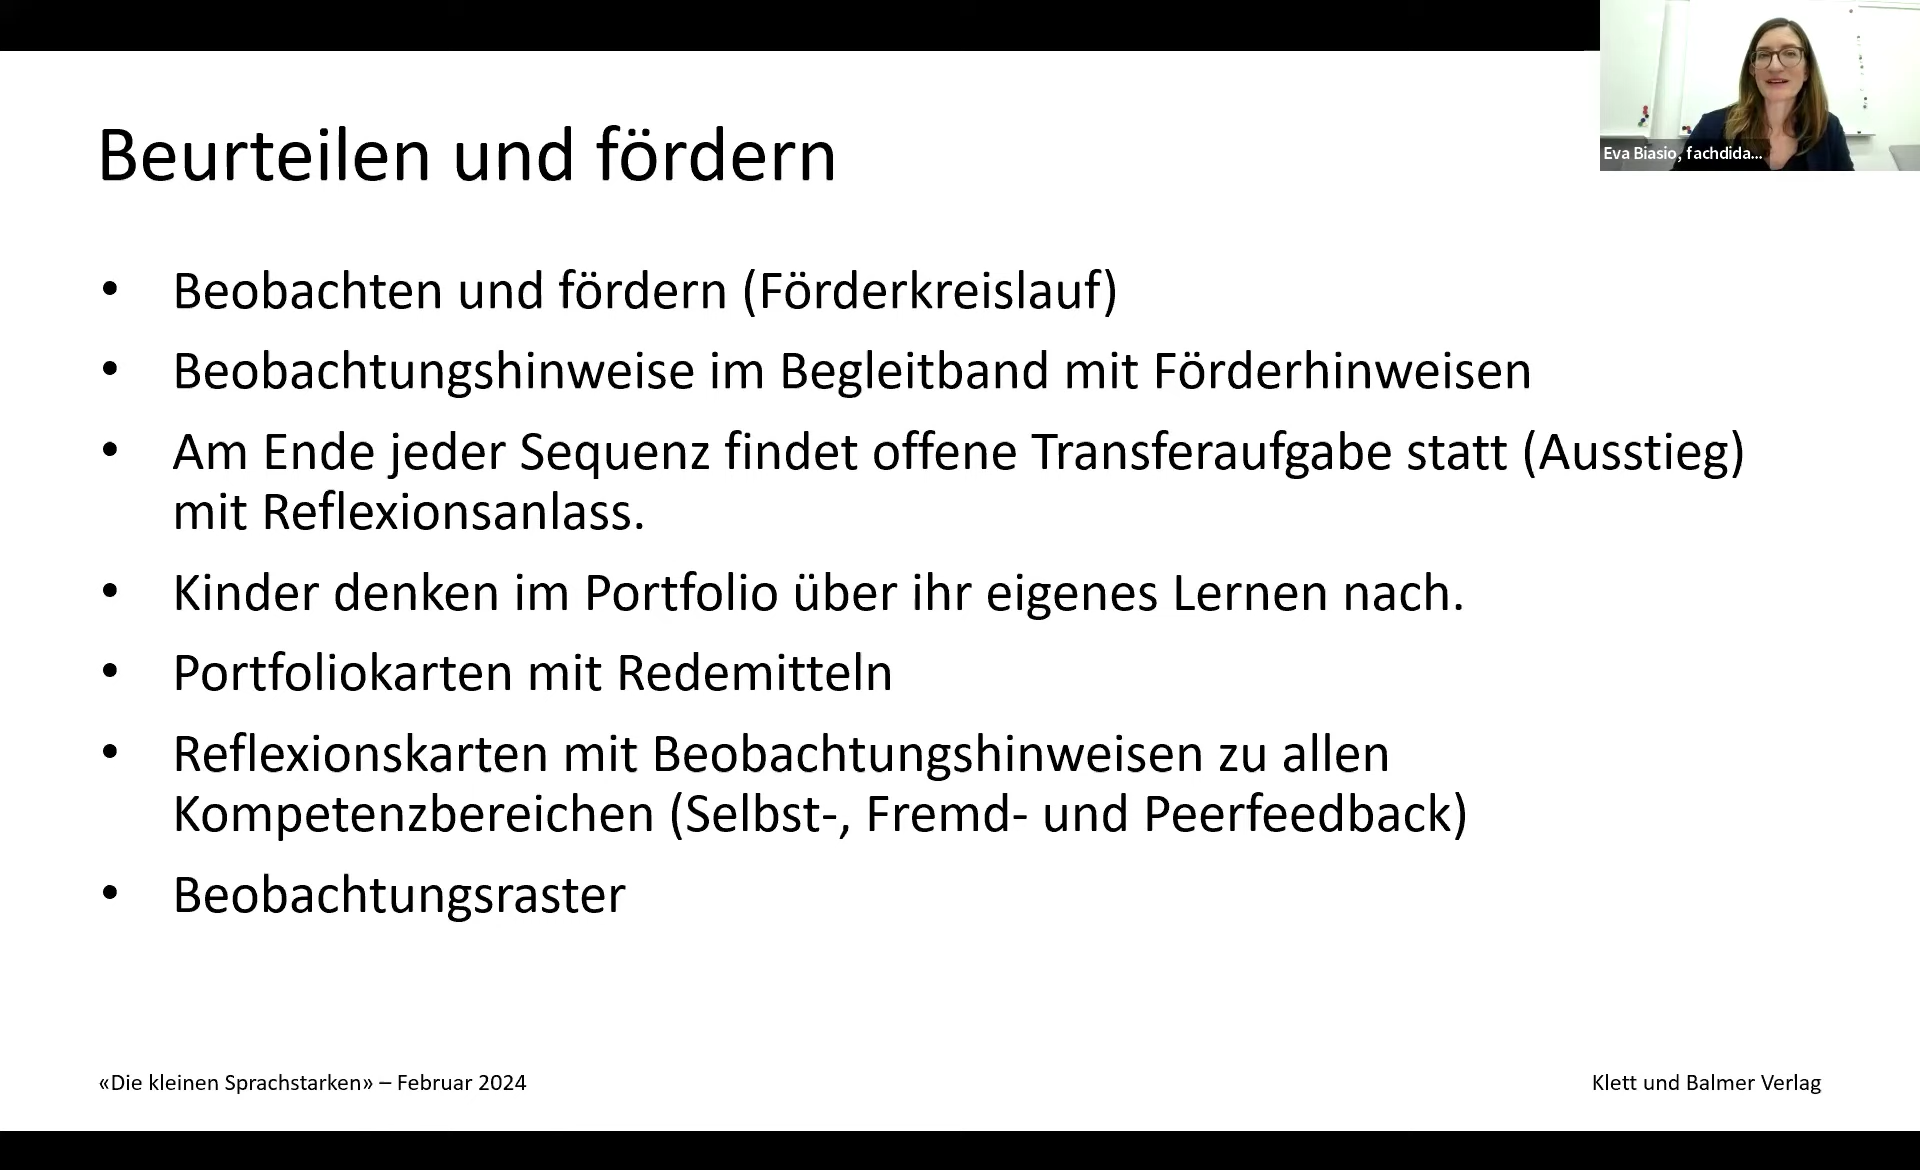 Beurteilen und fördern
Eva Biasio, fachdida...
• Beobachten und fördern (Förderkreislauf)
• Beobachtungshinweise im Begleitband mit Förderhinweisen
• Am Ende jeder Sequenz findet offene Transferaufgabe statt (Ausstieg)
mit Reflexionsanlass.
• Kinder denken im Portfolio über ihr eigenes Lernen nach.
• Portfoliokarten mit Redemitteln
• Reflexionskarten mit Beobachtungshinweisen zu allen
Kompetenzbereichen (Selbst-, Fremd- und Peerfeedback)
• Beobachtungsraster
«Die kleinen Sprachstarken» – Februar 2024
Klett und Balmer Verlag